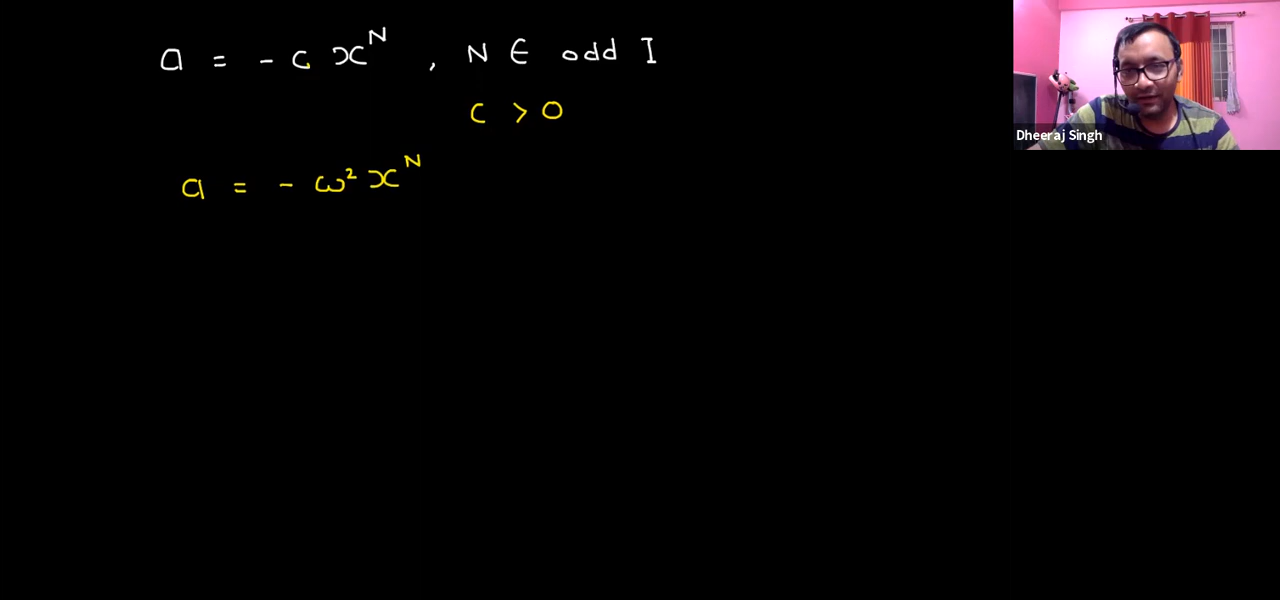 a = - c x^N , N ∈ odd I
c > 0
a = - ω² x^N
Dheeraj Singh